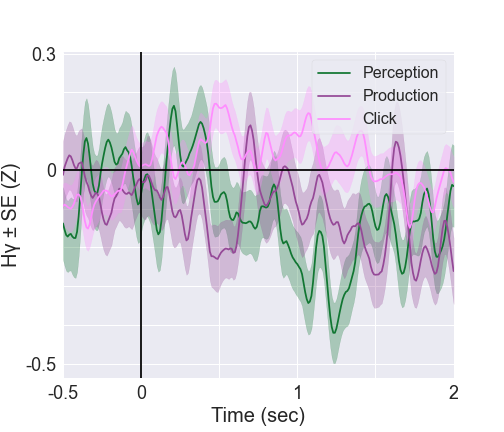 0.3
Perception
Production
Click
0
Hγ ± SE (Z)
-0.5
-0.5 0 1 2
Time (sec)